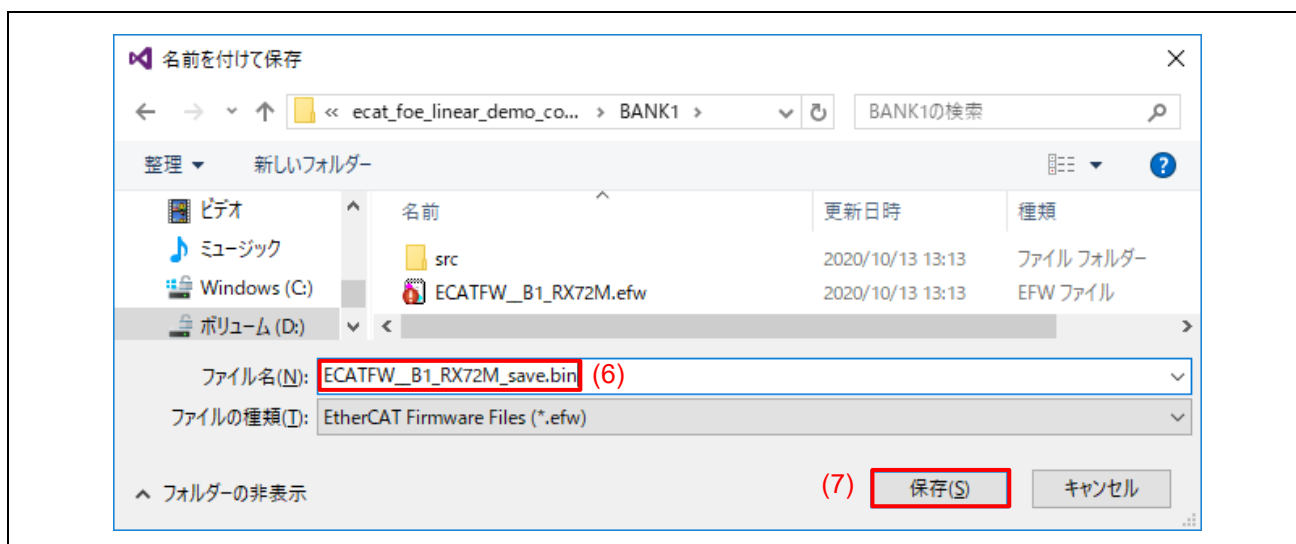 名前を付けて保存
« ecat_foe_linear_demo_co... > BANK1 > BANK1の検索
整理 新しいフォルダー
名前 更新日時 種類
ビデオ
ミュージック
src 2020/10/13 13:13 ファイル フォルダー
Windows (C:)
ECATFW__B1_RX72M.efw 2020/10/13 13:13 EFW ファイル
ボリューム (D:)
ファイル名(N): ECATFW__B1_RX72M_save.bin (6)
ファイルの種類(T): EtherCAT Firmware Files (*.efw)
フォルダーの非表示 (7) 保存(S) キャンセル